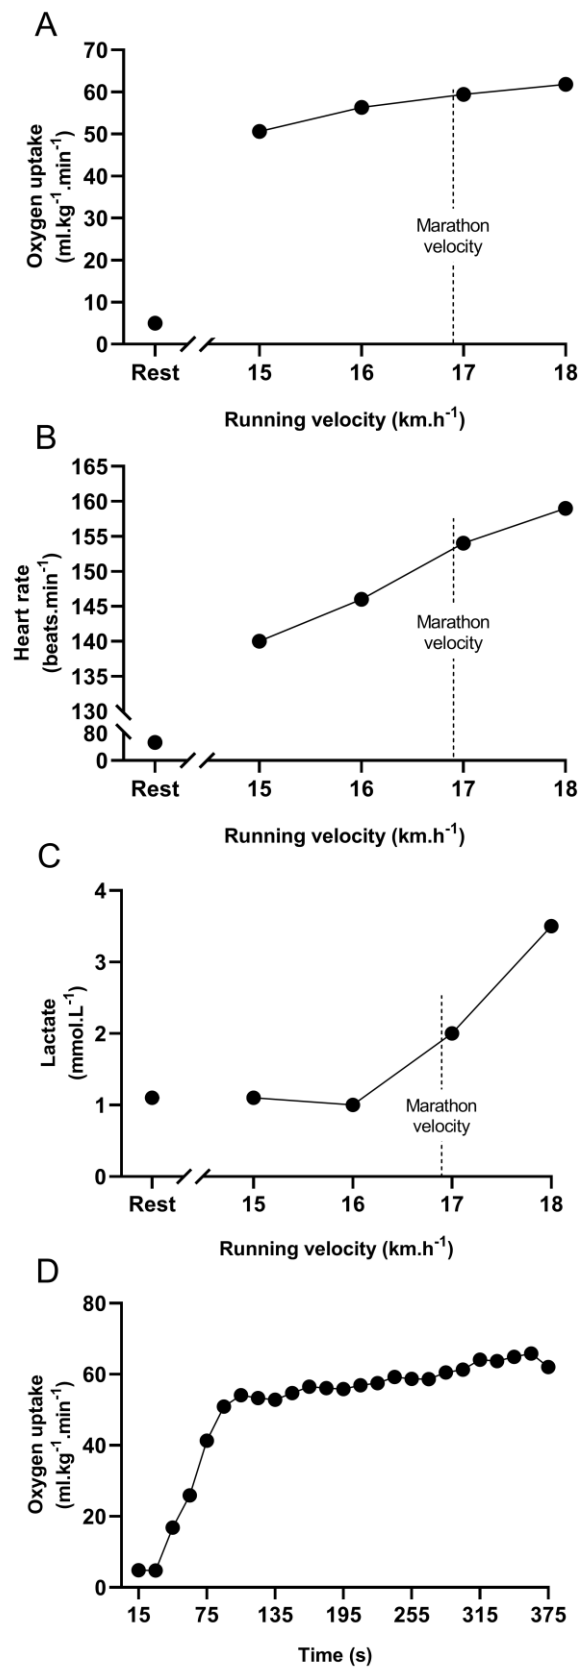 A
70
60
50
40
30
20
10
0
Oxygen uptake
(ml.kg⁻¹.min⁻¹)
Marathon
velocity
Rest 15 16 17 18
Running velocity (km.h⁻¹)
B
165
160
155
150
145
140
135
130
80
0
Heart rate
(beats.min⁻¹)
Marathon
velocity
Rest 15 16 17 18
Running velocity (km.h⁻¹)
C
4
3
2
1
0
Lactate
(mmol.L⁻¹)
Marathon
velocity
Rest 15 16 17 18
Running velocity (km.h⁻¹)
D
80
60
40
20
0
Oxygen uptake
(ml.kg⁻¹.min⁻¹)
15 75 135 195 255 315 375
Time (s)